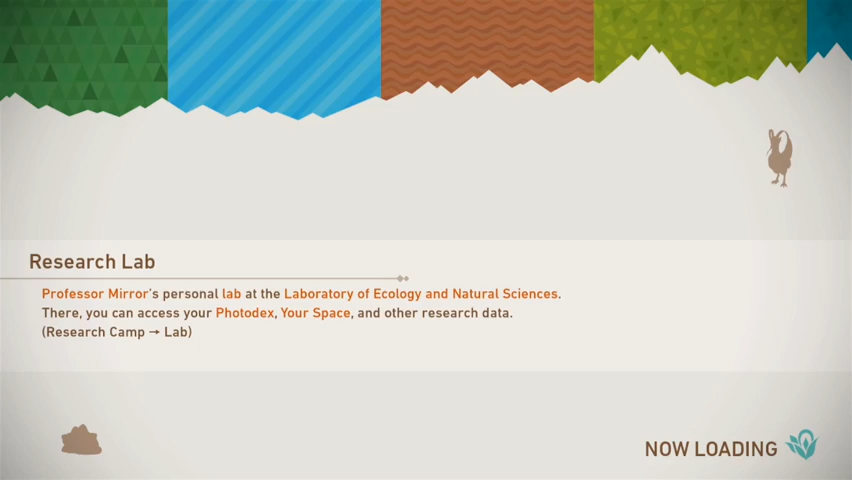 Research Lab
Professor Mirror's personal lab at the Laboratory of Ecology and Natural Sciences.
There, you can access your Photodex, Your Space, and other research data.
(Research Camp → Lab)
NOW LOADING